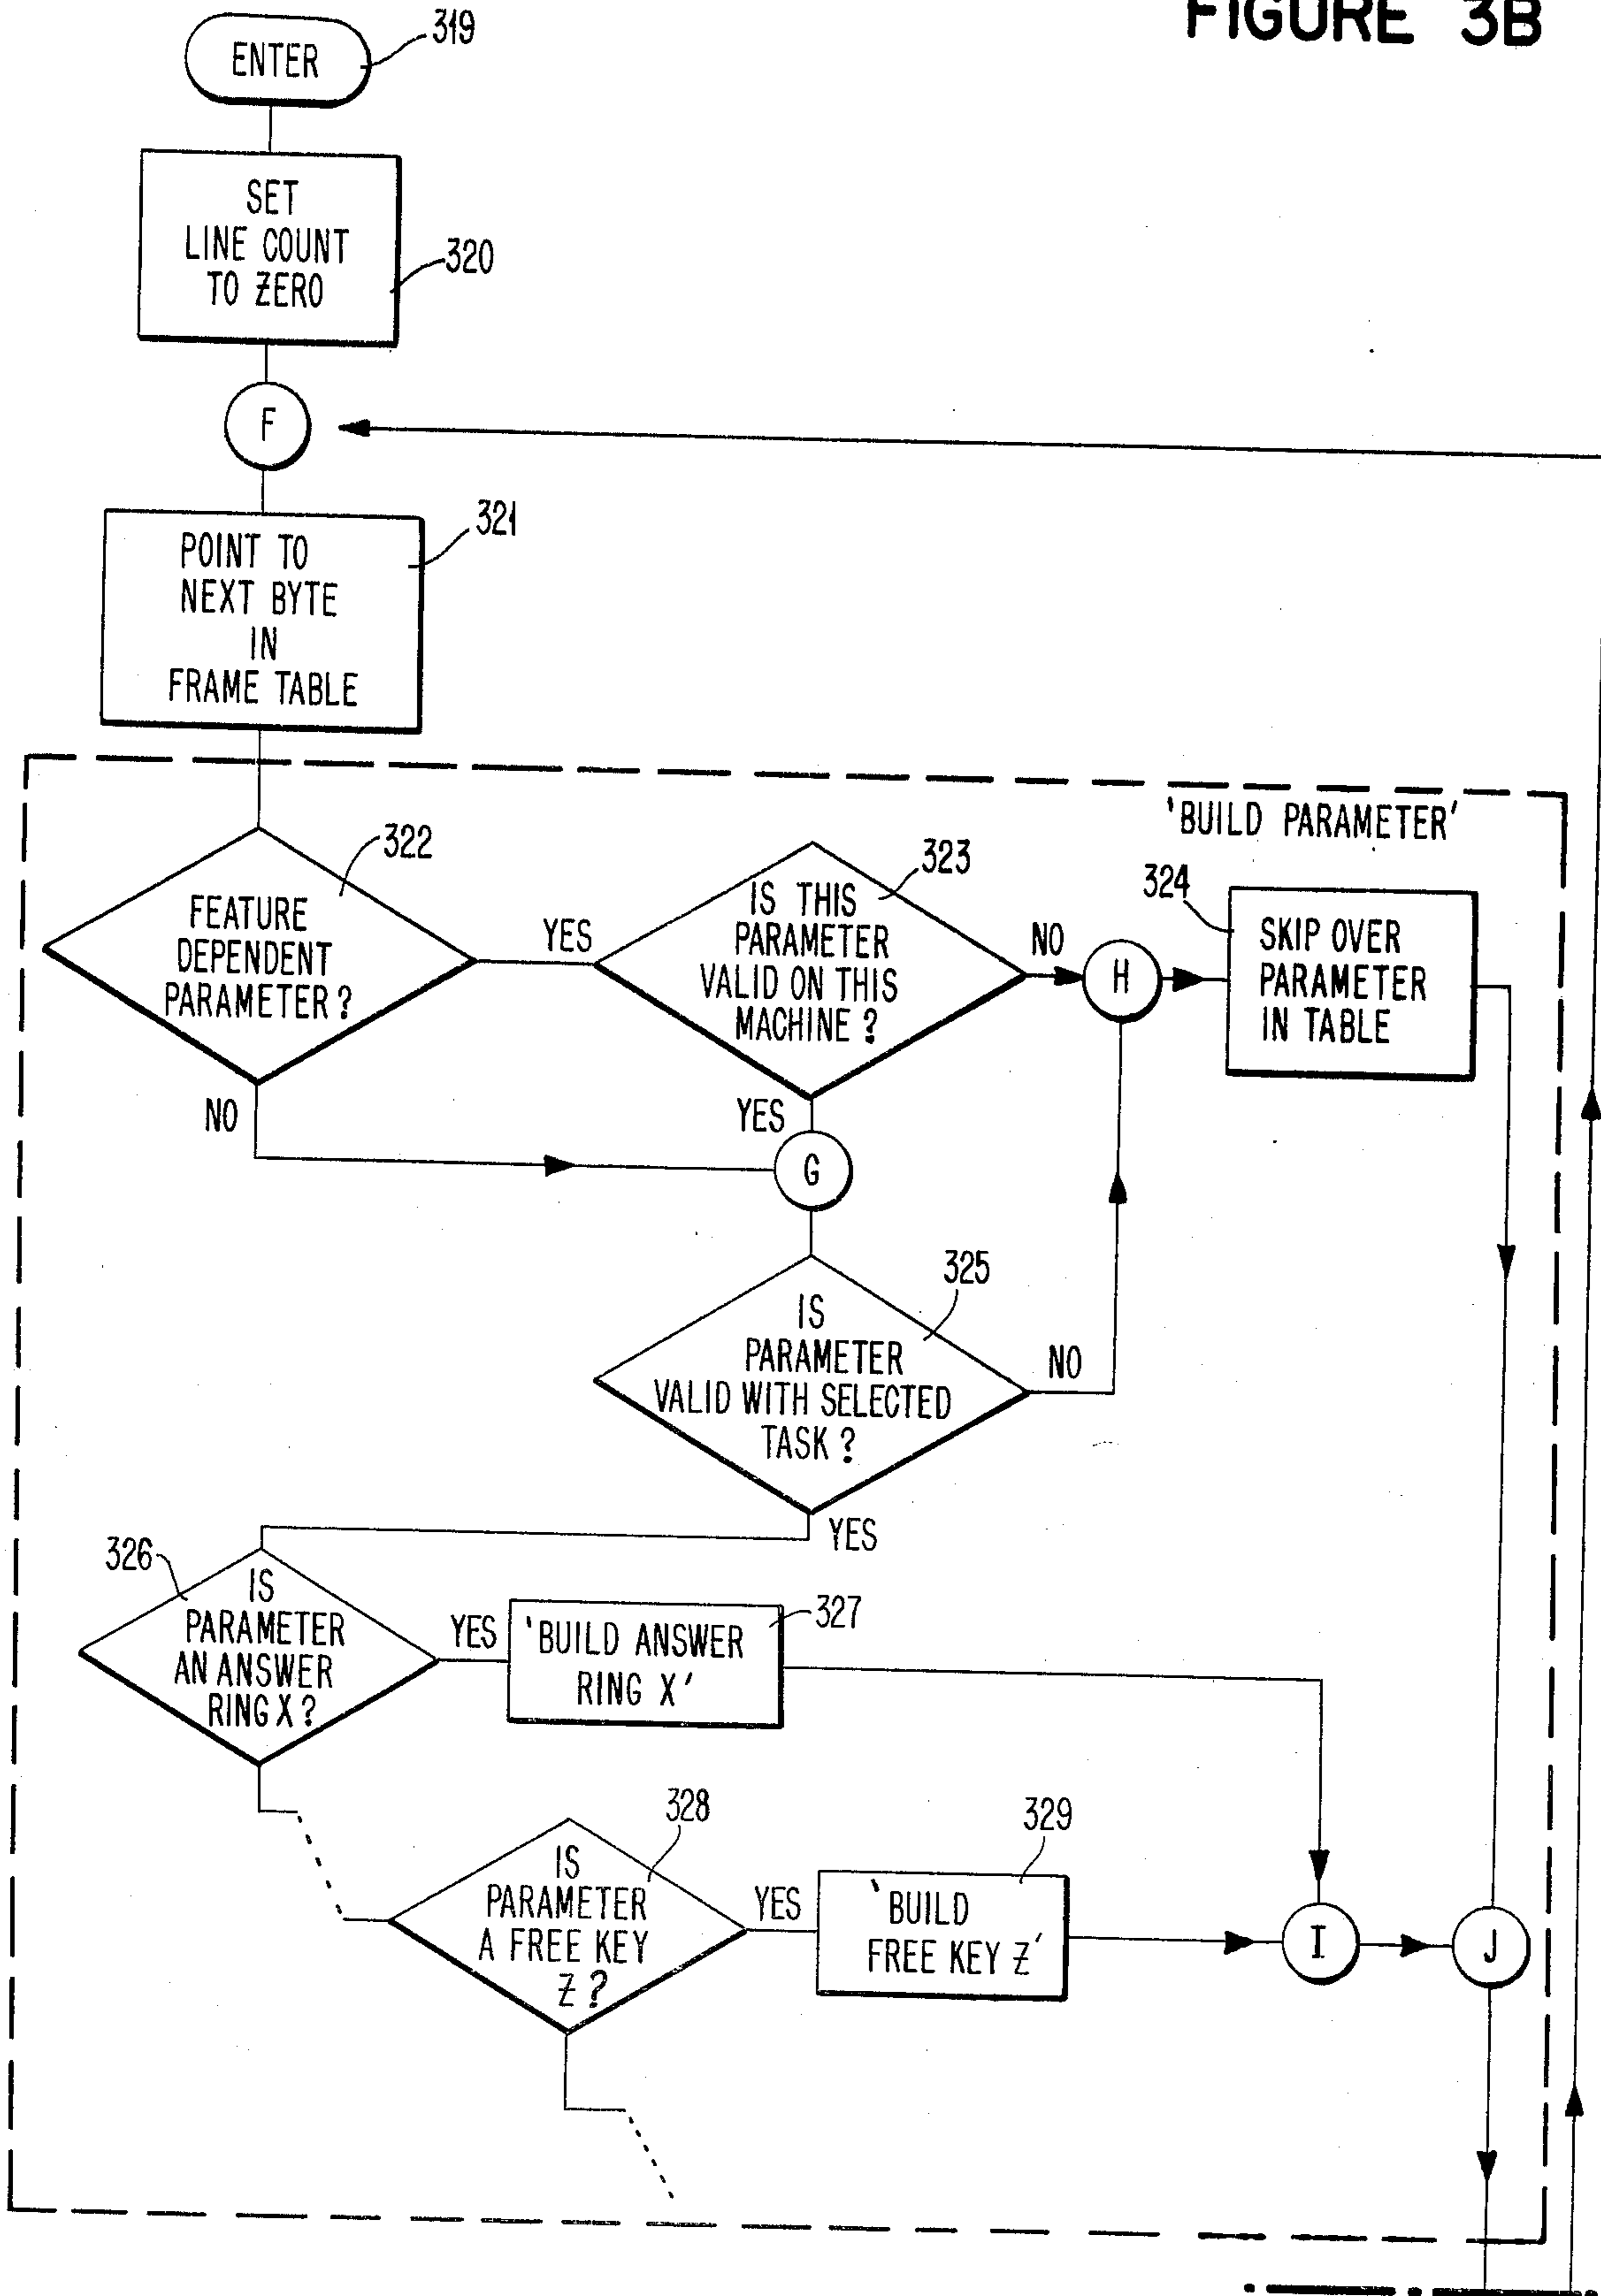 FIGURE 3B
ENTER
319
SET
LINE COUNT
TO ZERO
320
F
POINT TO
NEXT BYTE
IN
FRAME TABLE
321
'BUILD PARAMETER'
FEATURE
DEPENDENT
PARAMETER?
322
YES
NO
IS THIS
PARAMETER
VALID ON THIS
MACHINE?
323
NO
YES
H
324
SKIP OVER
PARAMETER
IN TABLE
G
IS
PARAMETER
VALID WITH SELECTED
TASK?
325
NO
YES
326
IS
PARAMETER
AN ANSWER
RING X?
YES
'BUILD ANSWER
RING X'
327
IS
PARAMETER
A FREE KEY
Z?
328
YES
'BUILD
FREE KEY Z'
329
I
J